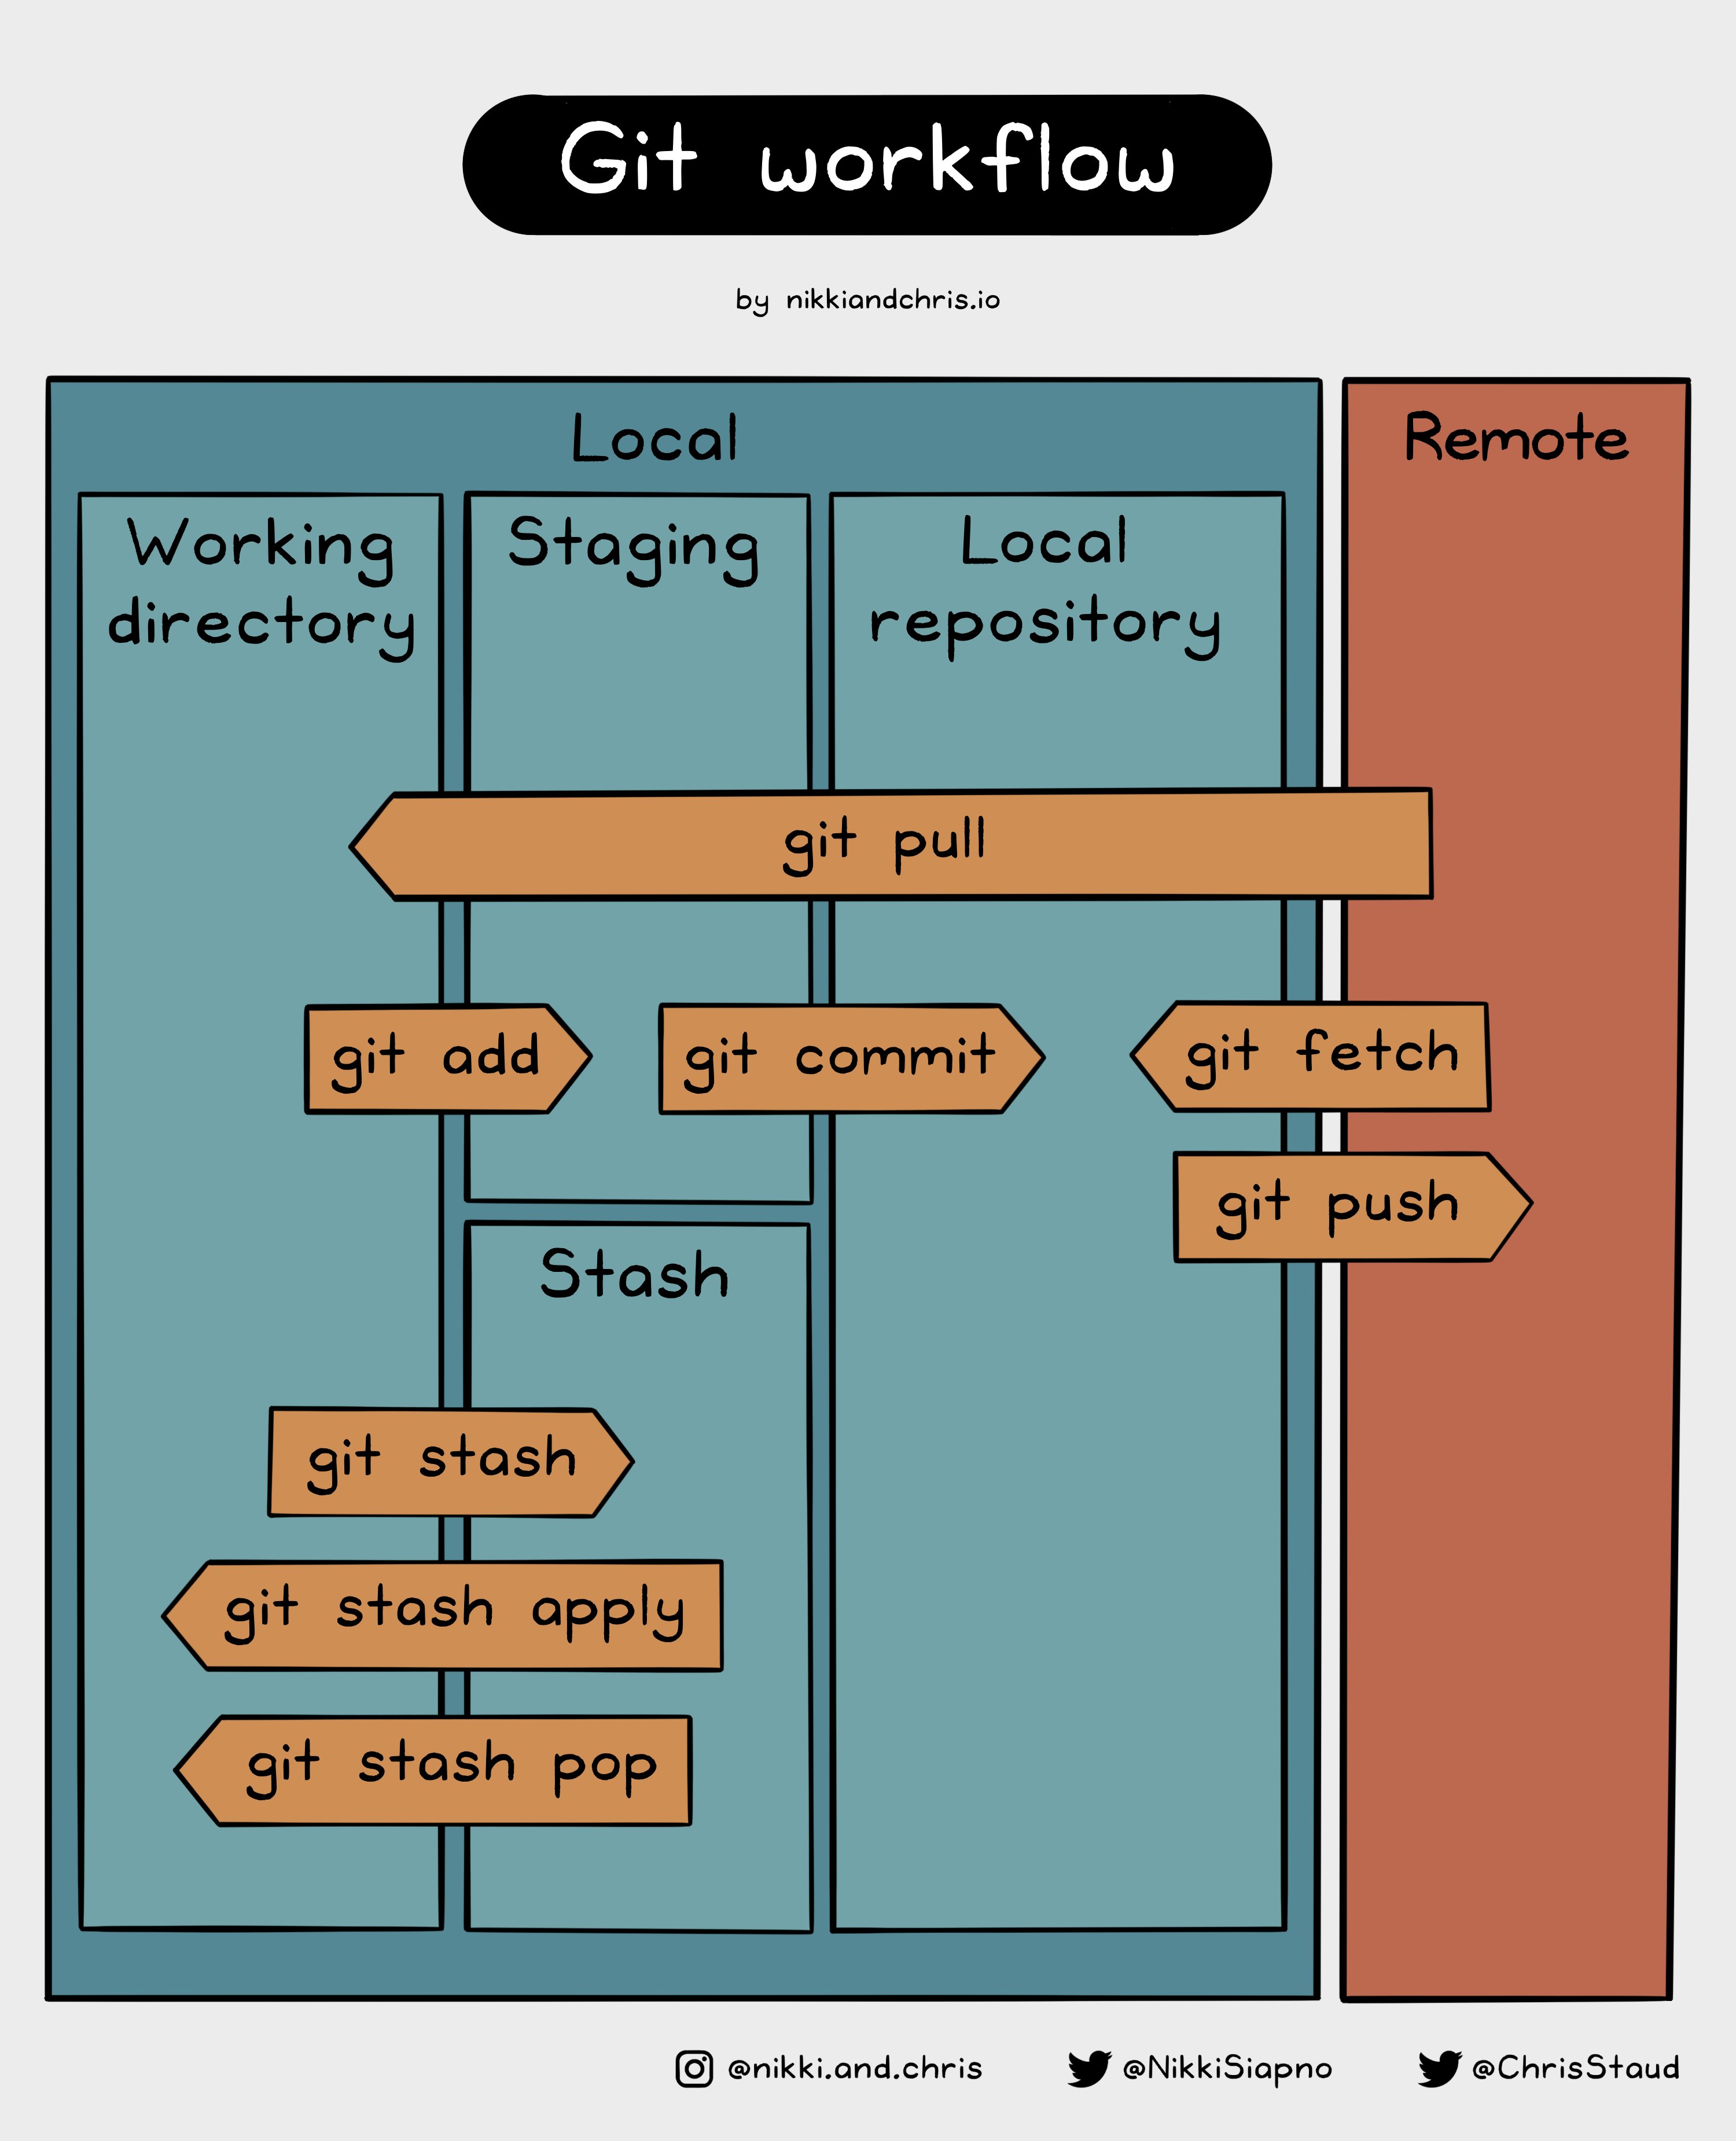 Git workflow
by nikkiandchris.io
Local
Remote
Working
directory
Staging
Local
repository
git pull
git add
git commit
git fetch
git push
Stash
git stash
git stash apply
git stash pop
@nikki.and.chris
@NikkiSiapno
@ChrisStaud